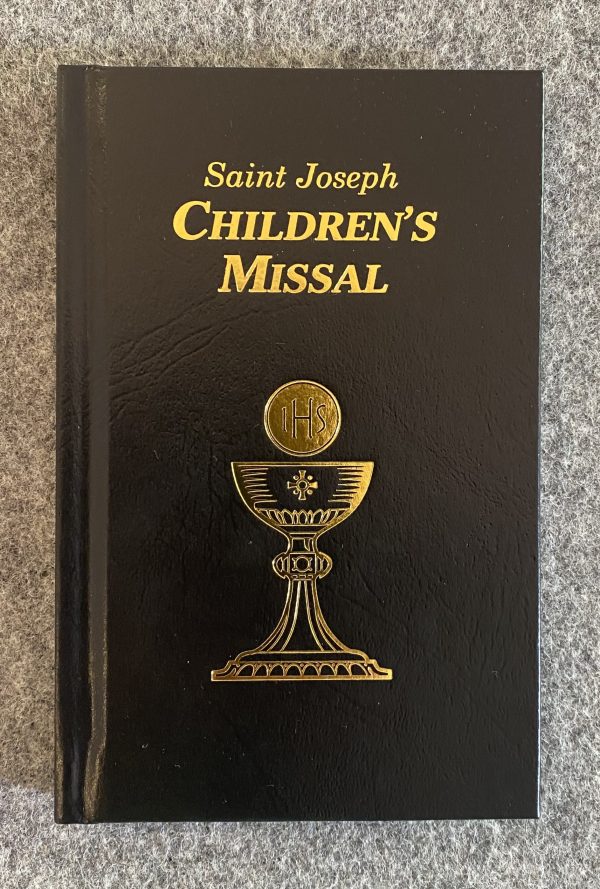 Saint Joseph
CHILDREN'S
MISSAL
IHS